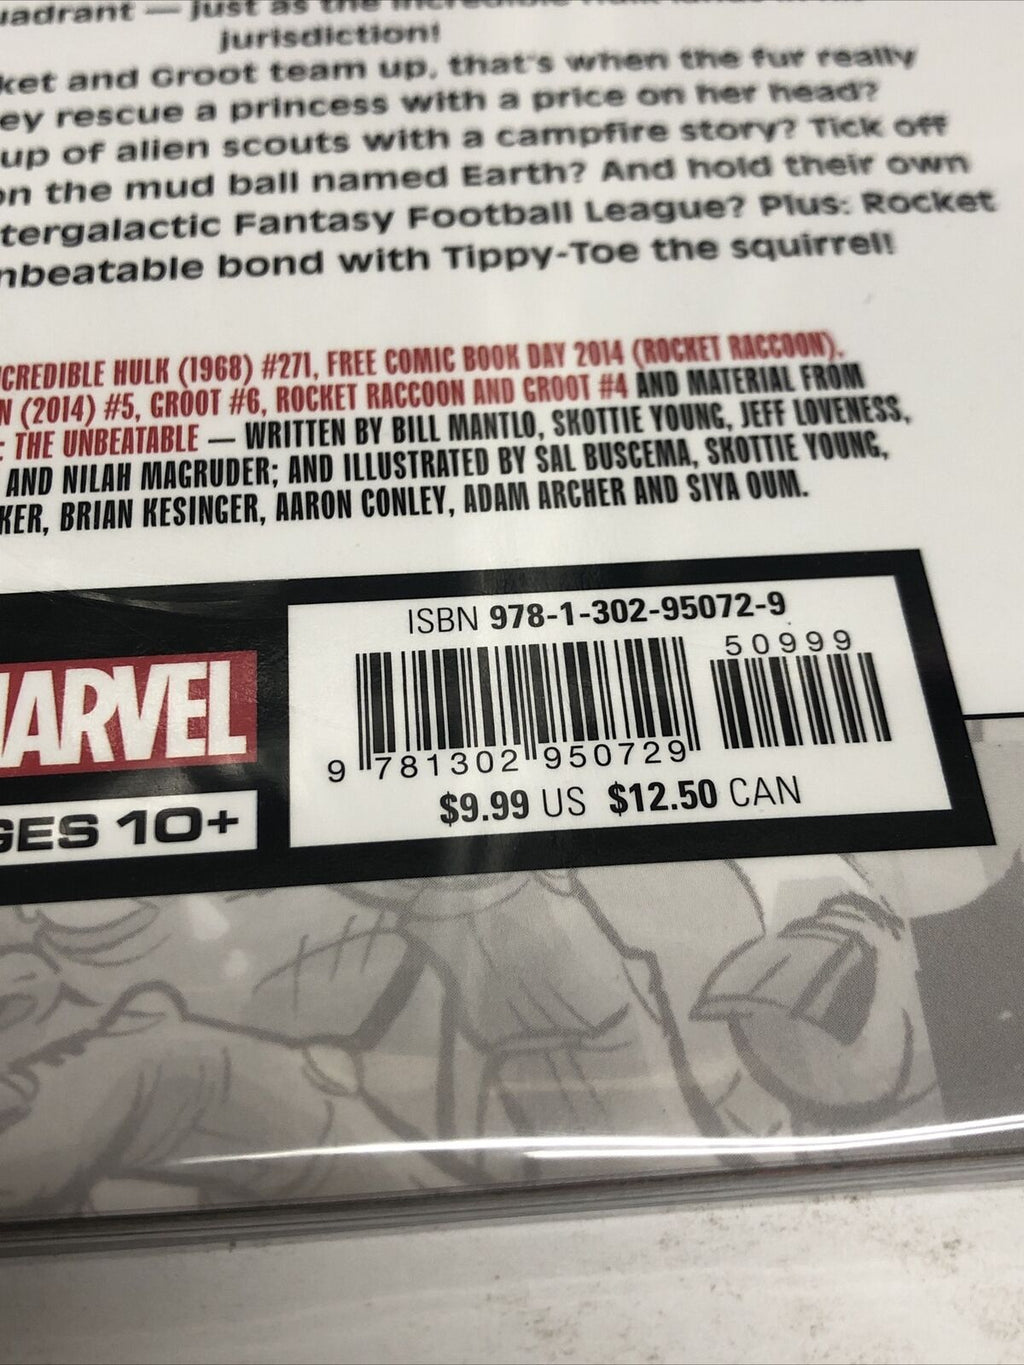 just as the
jurisdiction!
ket and Groot team up, that's when the fur really
ey rescue a princess with a price on her head?
up of alien scouts with a campfire story? Tick off
on the mud ball named Earth? And hold their own
tergalactic Fantasy Football League? Plus: Rocket
nbeatable bond with Tippy-Toe the squirrel!
CREDIBLE HULK (1968) #271, FREE COMIC BOOK DAY 2014 (ROCKET RACCOON),
N (2014) #5, GROOT #6, ROCKET RACCOON AND GROOT #4 AND MATERIAL FROM
: THE UNBEATABLE — WRITTEN BY BILL MANTLO, SKOTTIE YOUNG, JEFF LOVENESS,
AND NILAH MAGRUDER; AND ILLUSTRATED BY SAL BUSCEMA, SKOTTIE YOUNG,
KER, BRIAN KESINGER, AARON CONLEY, ADAM ARCHER AND SIYA OUM.
ISBN 978-1-302-95072-9
50999
MARVEL
9 781302 950729
$9.99 US $12.50 CAN
GES 10+